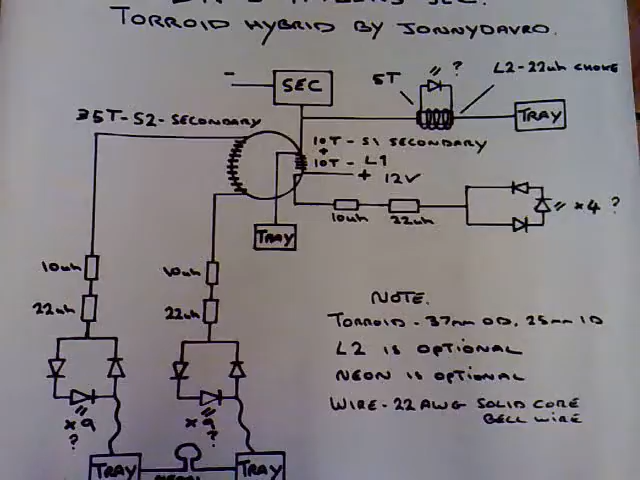 TORROID HYBRID BY JONNYDAVRO.
-
SEC
5T
= ?
L2-22uh CHOKE
TRAY
35T-S2-SECONDARY
10T-S1 SECONDARY
+
10T-L1
+ 12V
10uh
22uh
= x4 ?
TRAY
10uh
10uh
22uh
22uh
NOTE.
TORROID - 37mm OD, 25mm ID
L2 IS OPTIONAL
NEON IS OPTIONAL
WIRE - 22 AWG SOLID CORE
BELL WIRE
=
x9
?
=
x9
?
TRAY
TRAY